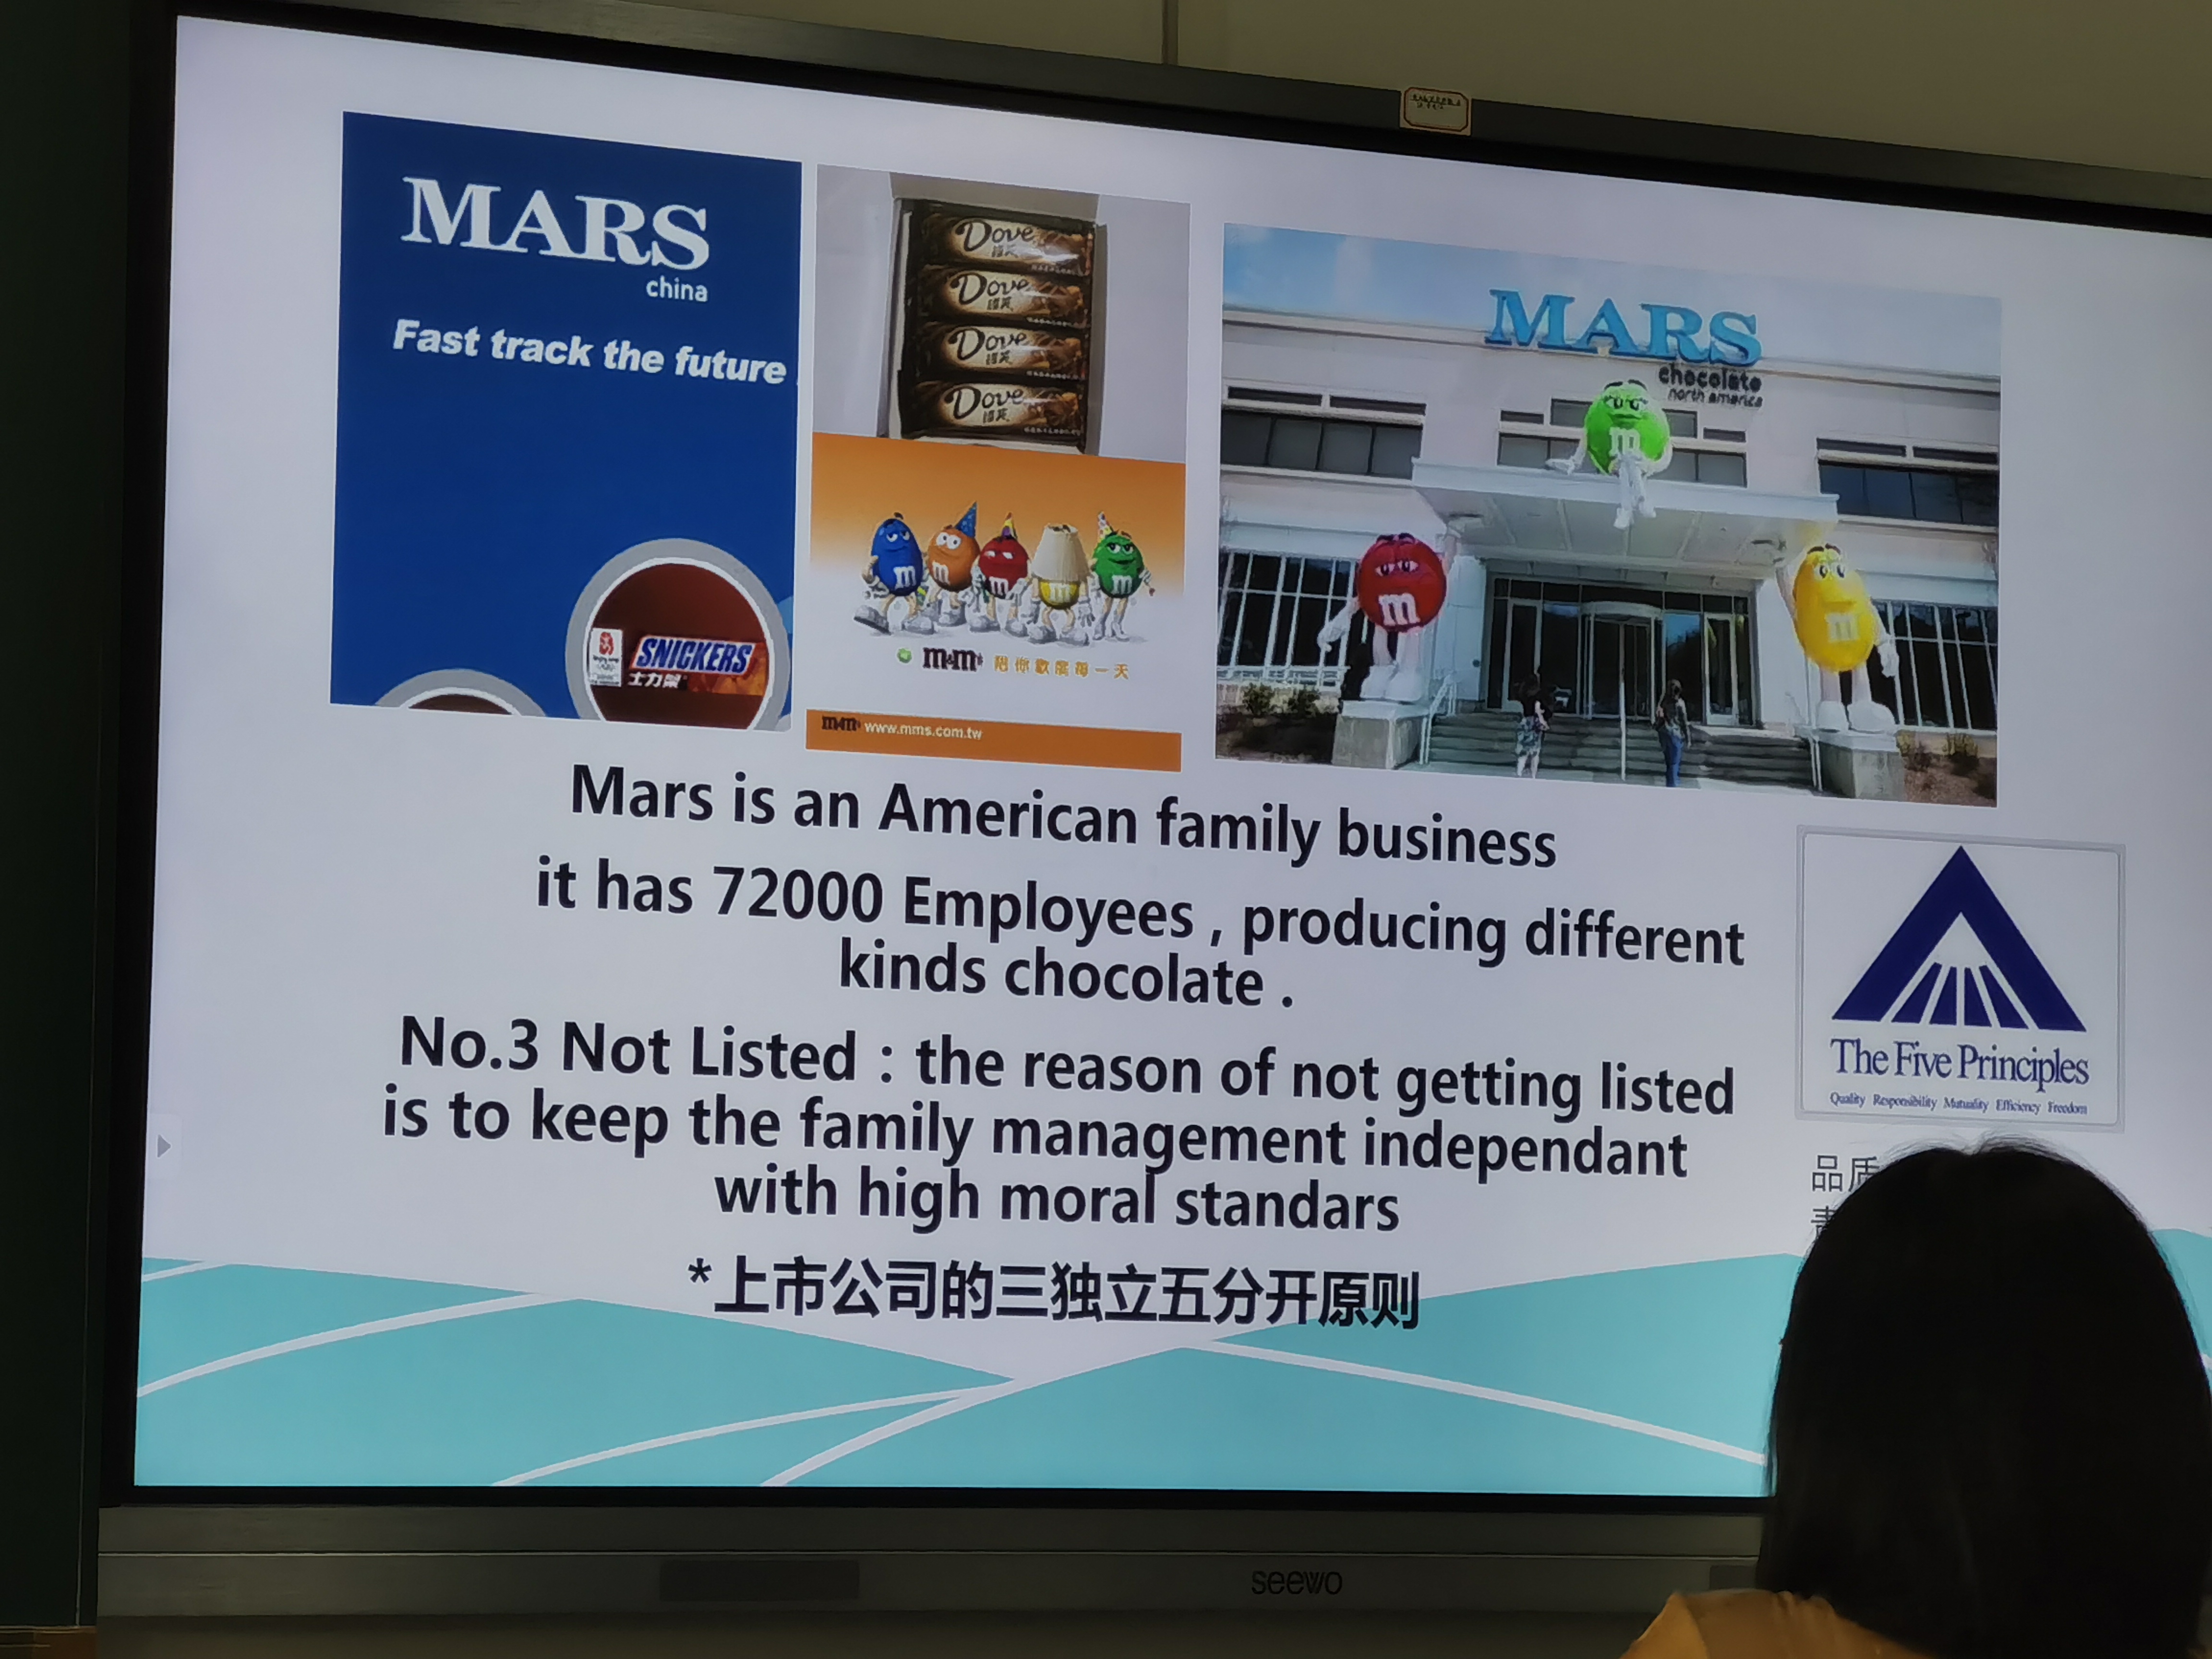 MARS
china
Fast track the future
SNICKERS
士力架
Dove
德芙
Dove
德芙
Dove
德芙
Dove
德芙
m
m
m
m
m
m&m's 陪你歡度每一天
m&m's www.mms.com.tw
MARS
chocolate
north america
m
m
m
Mars is an American family business
it has 72000 Employees , producing different
kinds chocolate .
No.3 Not Listed : the reason of not getting listed
is to keep the family management independant
with high moral standars
*上市公司的三独立五分开原则
The Five Principles
Quality Responsibility Mutuality Efficiency Freedom
品质
seewo